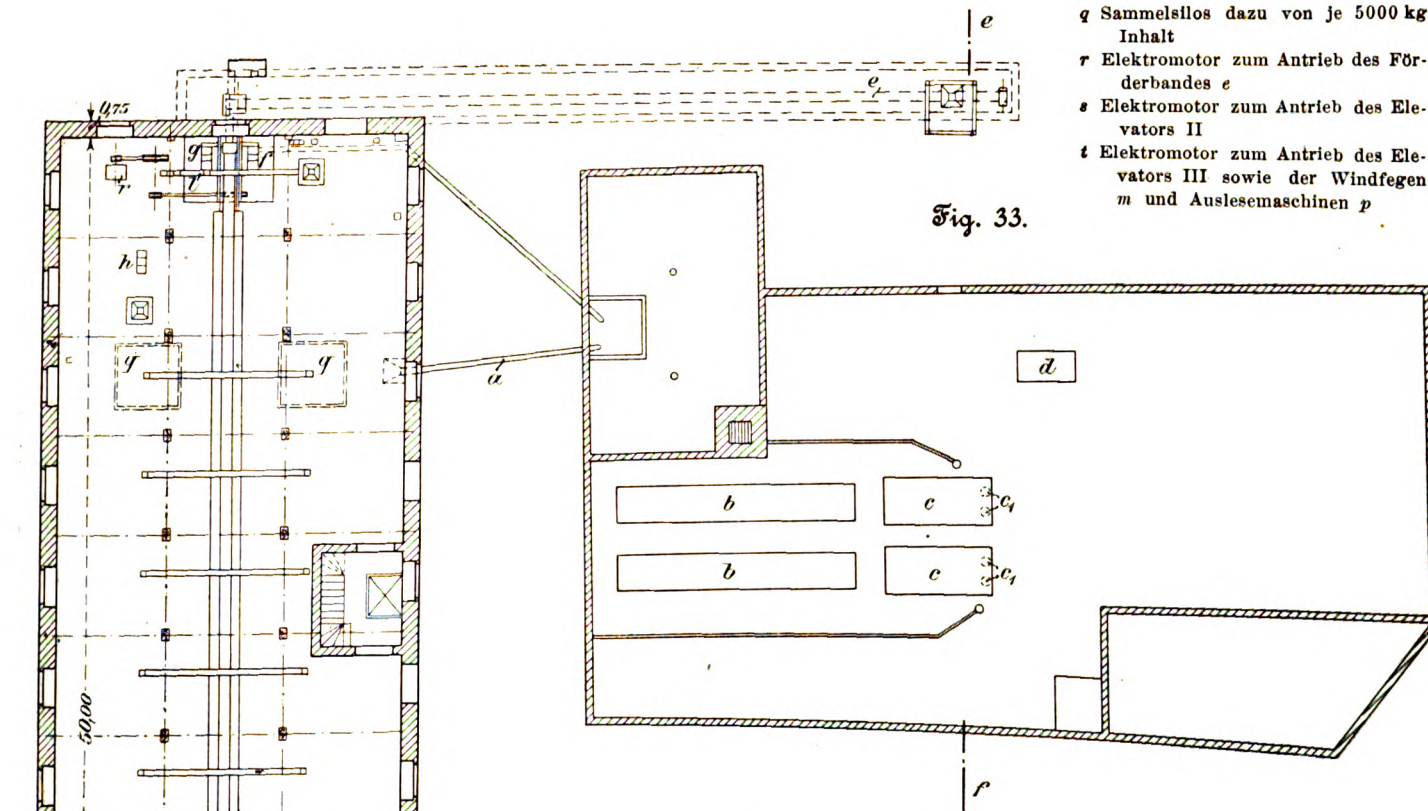 e
q Sammelsilos dazu von je 5000 kg
Inhalt
r Elektromotor zum Antrieb des För-
derbandes e
s Elektromotor zum Antrieb des Ele-
vators II
t Elektromotor zum Antrieb des Ele-
vators III sowie der Windfegen
m und Auslesemaschinen p
e
0,75
g
f
r
l
Fig. 33.
h
q
q
a
d
b
c
c₁
b
c
c₁
50,00
f